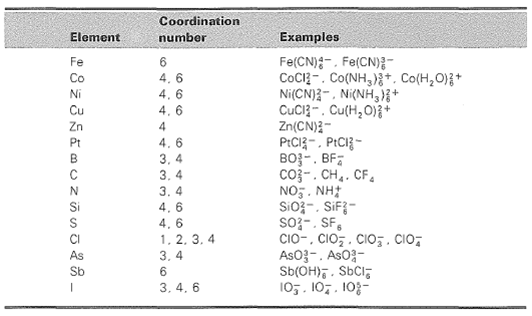 Coordination
Element number Examples
Fe 6 Fe(CN)₆⁴⁻, Fe(CN)₆³⁻
Co 4, 6 CoCl₄²⁻, Co(NH₃)₆³⁺, Co(H₂O)₆²⁺
Ni 4, 6 Ni(CN)₄²⁻, Ni(NH₃)₆²⁺
Cu 4, 6 CuCl₄²⁻, Cu(H₂O)₆²⁺
Zn 4 Zn(CN)₄²⁻
Pt 4, 6 PtCl₄²⁻, PtCl₆²⁻
B 3, 4 BO₃³⁻, BF₄⁻
C 3, 4 CO₃²⁻, CH₄, CF₄
N 3, 4 NO₃⁻, NH₄⁺
Si 4, 6 SiO₄²⁻, SiF₆²⁻
S 4, 6 SO₄²⁻, SF₆
Cl 1, 2, 3, 4 ClO⁻, ClO₂⁻, ClO₃⁻, ClO₄⁻
As 3, 4 AsO₃³⁻, AsO₄³⁻
Sb 6 Sb(OH)₆⁻, SbCl₆⁻
I 3, 4, 6 IO₃⁻, IO₄⁻, IO₆⁵⁻